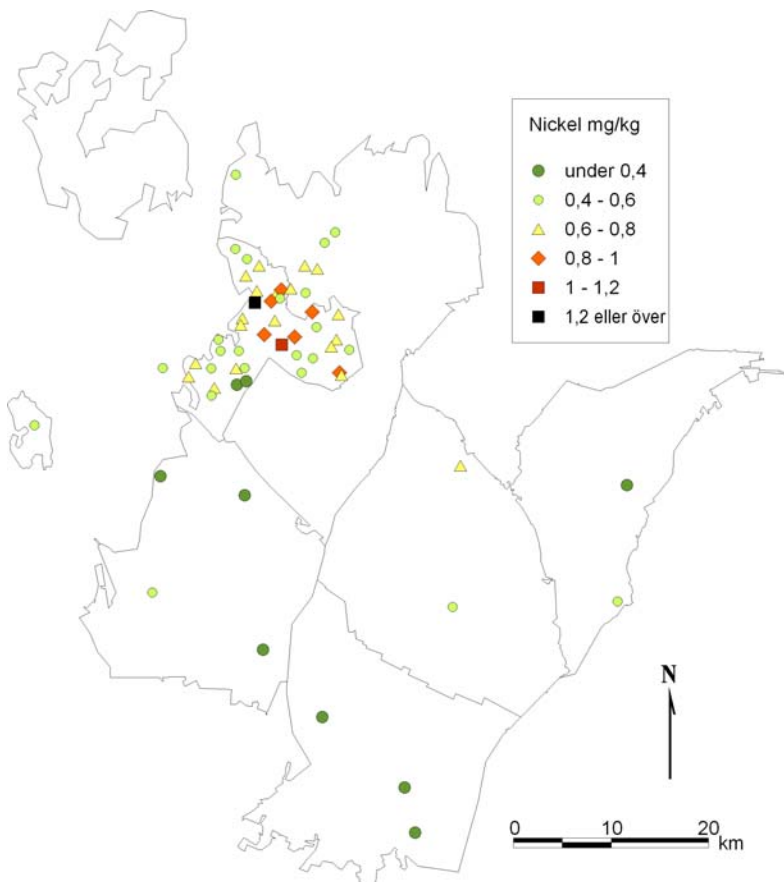 Nickel mg/kg
under 0,4
0,4 - 0,6
0,6 - 0,8
0,8 - 1
1 - 1,2
1,2 eller över
N
0 10 20
km